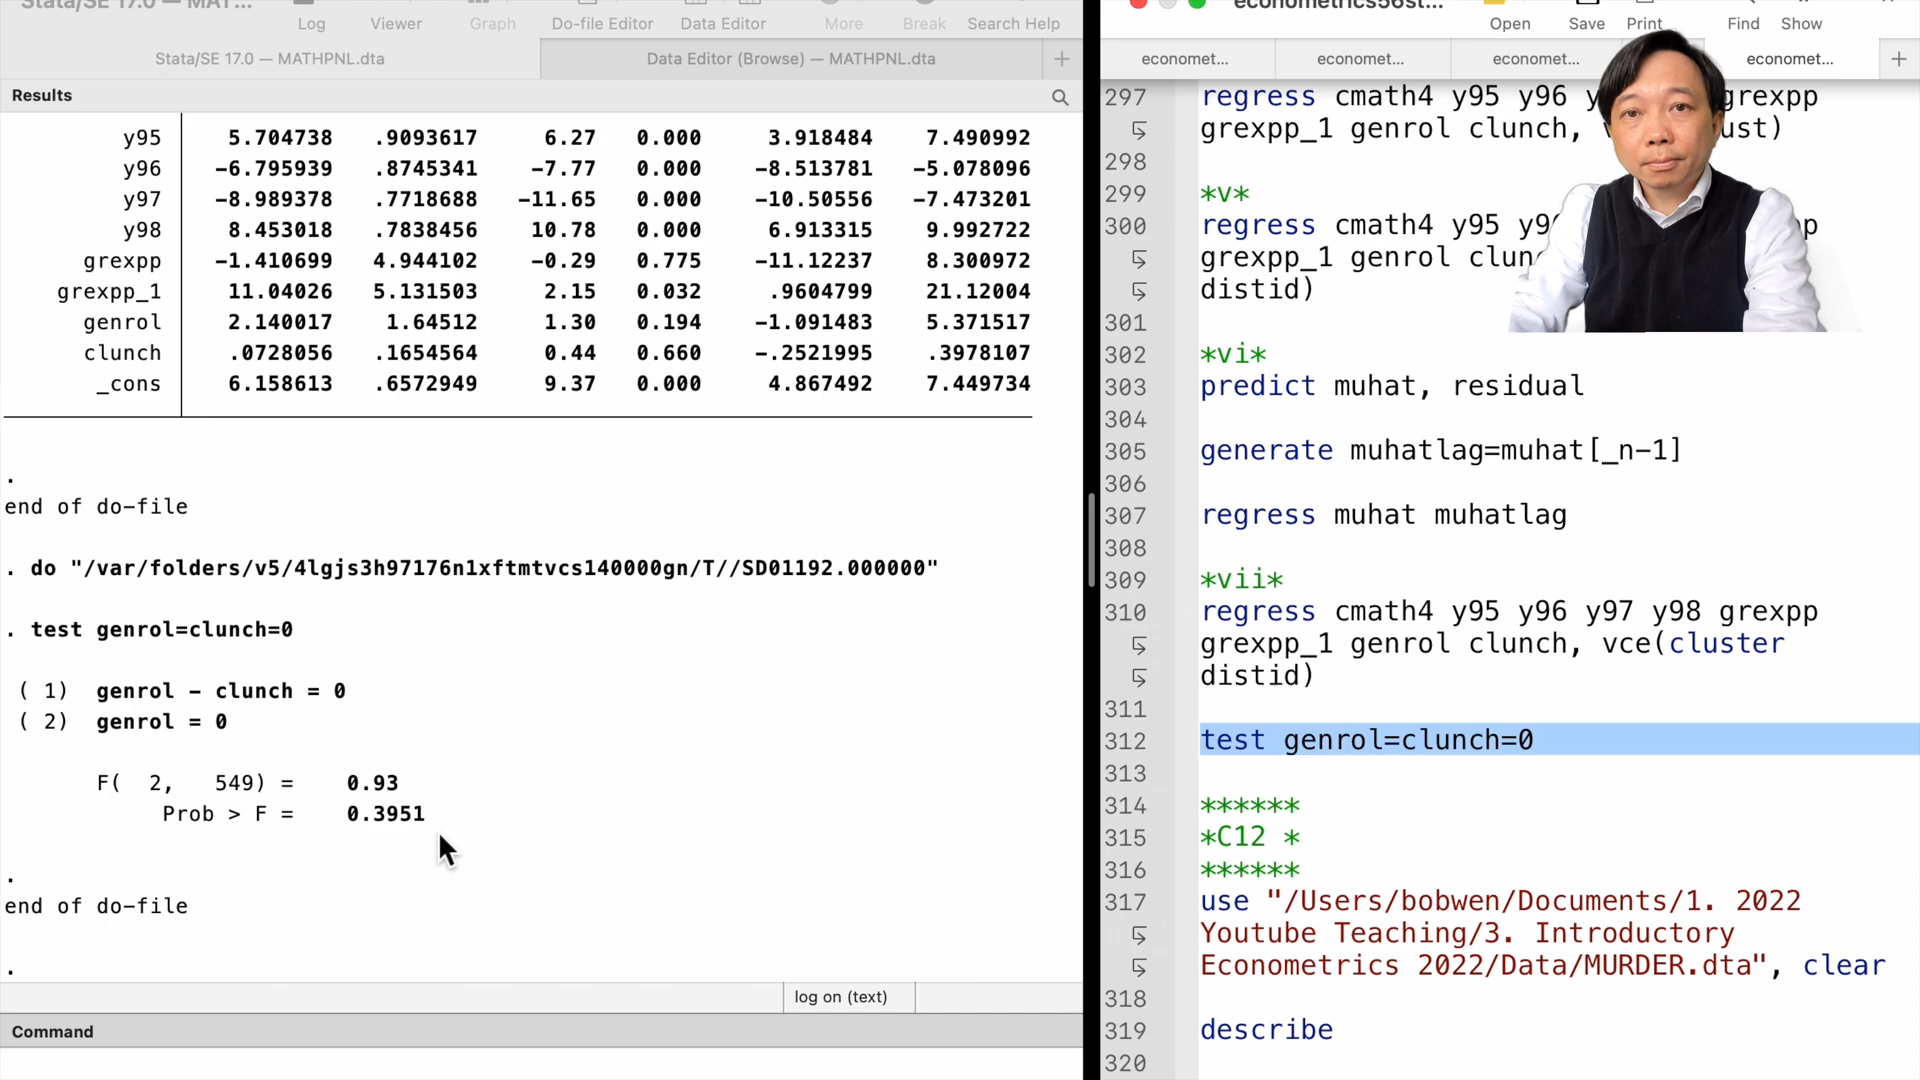 Stata/SE 17.0 — MAT...
Log
Viewer
Graph
Do-file Editor
Data Editor
More
Break
Search Help
Stata/SE 17.0 — MATHPNL.dta
Data Editor (Browse) — MATHPNL.dta
Results
y95 5.704738 .9093617 6.27 0.000 3.918484 7.490992
y96 -6.795939 .8745341 -7.77 0.000 -8.513781 -5.078096
y97 -8.989378 .7718688 -11.65 0.000 -10.50556 -7.473201
y98 8.453018 .7838456 10.78 0.000 6.913315 9.992722
grexpp -1.410699 4.944102 -0.29 0.775 -11.12237 8.300972
grexpp_1 11.04026 5.131503 2.15 0.032 .9604799 21.12004
genrol 2.140017 1.64512 1.30 0.194 -1.091483 5.371517
clunch .0728056 .1654564 0.44 0.660 -.2521995 .3978107
_cons 6.158613 .6572949 9.37 0.000 4.867492 7.449734
.
end of do-file
. do "/var/folders/v5/4lgjs3h97176n1xftmtvcs140000gn/T//SD01192.000000"
. test genrol=clunch=0
( 1) genrol - clunch = 0
( 2) genrol = 0
F( 2, 549) = 0.93
Prob > F = 0.3951
.
end of do-file
.
log on (text)
Command
econometrics56st...
Open
Save
Print
Find
Show
economet...
economet...
economet...
economet...
297 regress cmath4 y95 y96 y grexpp
grexpp_1 genrol clunch, ust)
298
299 *v*
300 regress cmath4 y95
grexpp_1 genrol
distid)
301
302 *vi*
303 predict muhat, residual
304
305 generate muhatlag=muhat[_n-1]
306
307 regress muhat muhatlag
308
309 *vii*
310 regress cmath4 y95 y96 y97 y98 grexpp
grexpp_1 genrol clunch, vce(cluster
distid)
311
312 test genrol=clunch=0
313
314 ******
315 *C12 *
316 ******
317 use "/Users/bobwen/Documents/1. 2022
Youtube Teaching/3. Introductory
Econometrics 2022/Data/MURDER.dta", clear
318
319 describe
320